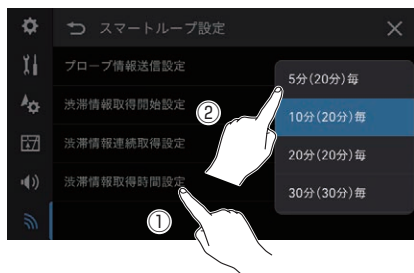 スマートループ設定
プローブ情報送信設定
渋滞情報取得開始設定
渋滞情報連続取得設定
渋滞情報取得時間設定
5分(20分)毎
10分(20分)毎
20分(20分)毎
30分(30分)毎
②
①